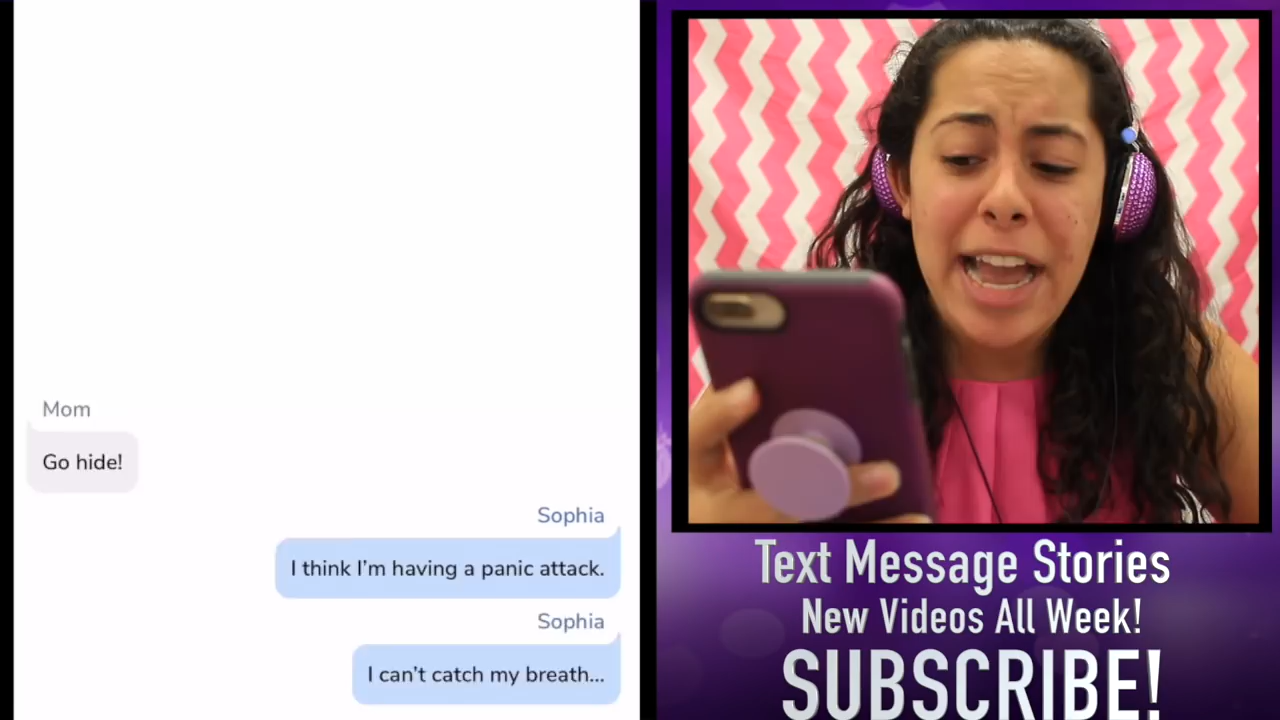 Mom
Go hide!
Sophia
I think I'm having a panic attack.
Sophia
I can't catch my breath...
Text Message Stories
New Videos All Week!
SUBSCRIBE!